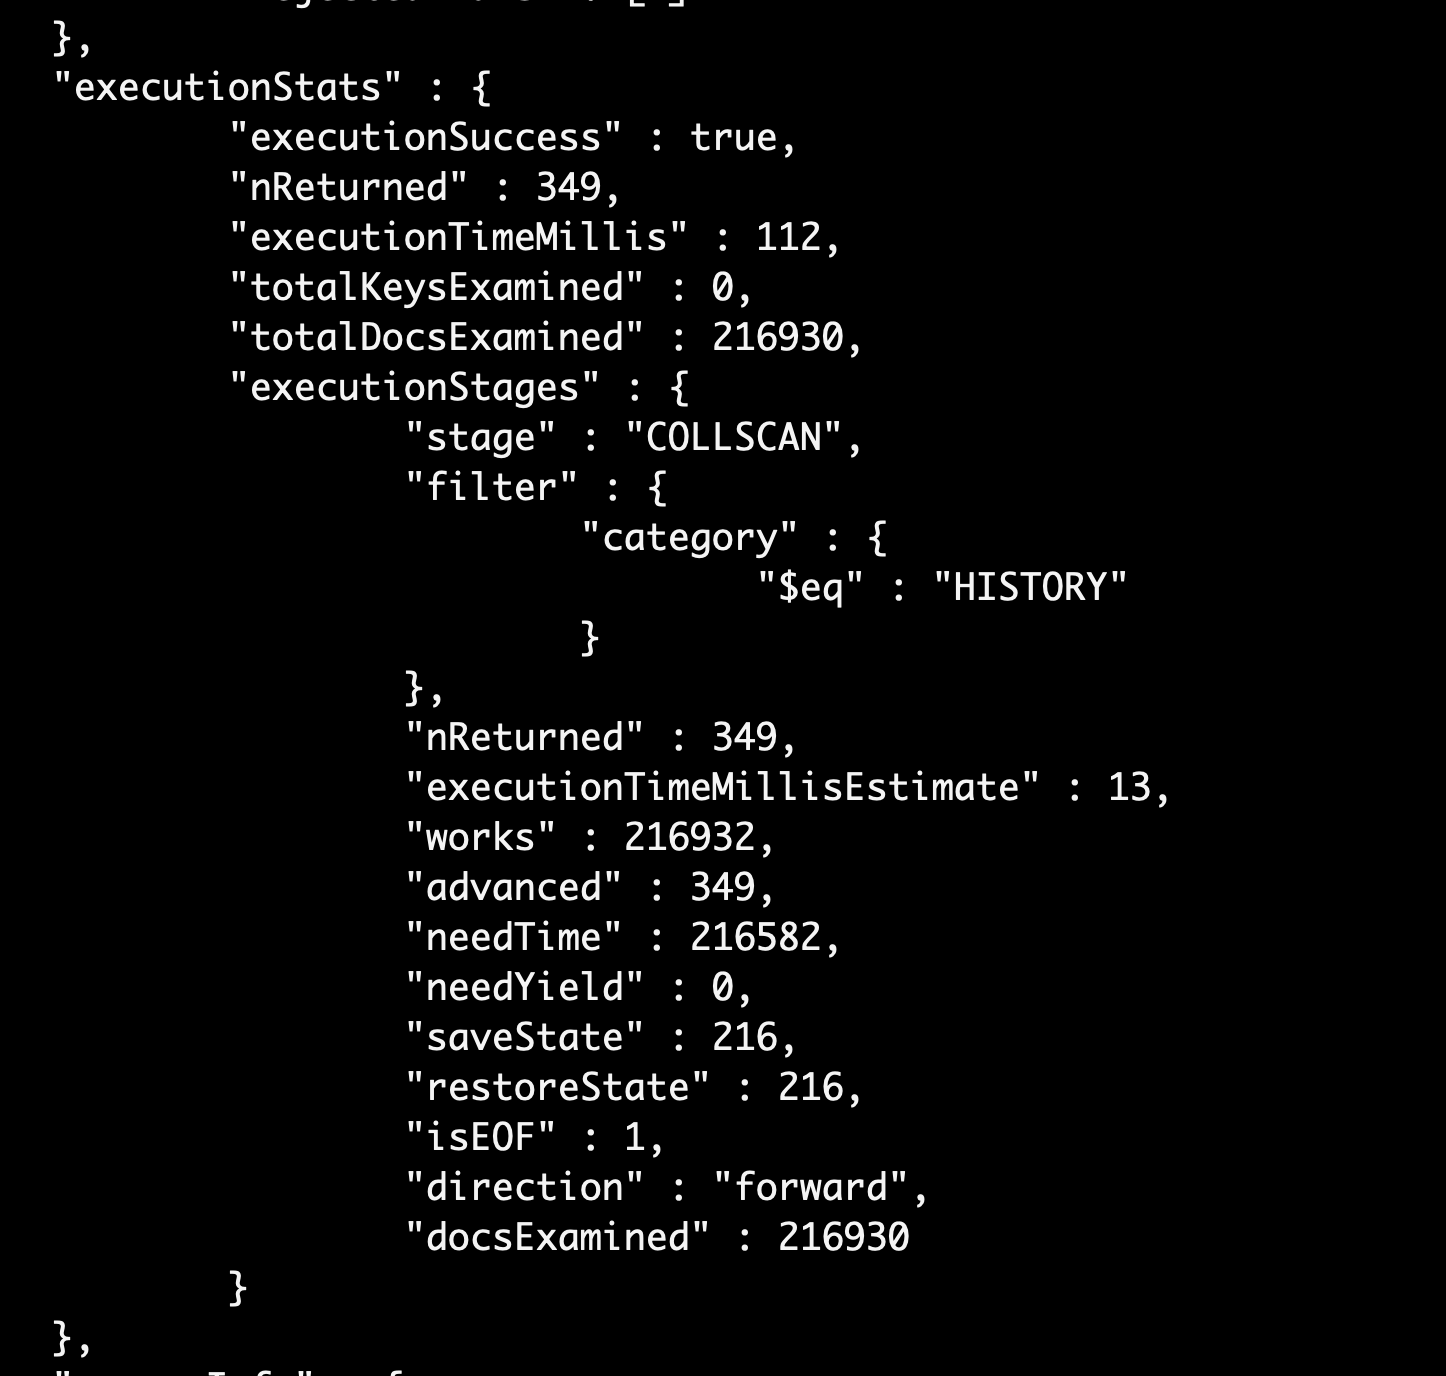 },
"executionStats" : {
"executionSuccess" : true,
"nReturned" : 349,
"executionTimeMillis" : 112,
"totalKeysExamined" : 0,
"totalDocsExamined" : 216930,
"executionStages" : {
"stage" : "COLLSCAN",
"filter" : {
"category" : {
"$eq" : "HISTORY"
}
},
"nReturned" : 349,
"executionTimeMillisEstimate" : 13,
"works" : 216932,
"advanced" : 349,
"needTime" : 216582,
"needYield" : 0,
"saveState" : 216,
"restoreState" : 216,
"isEOF" : 1,
"direction" : "forward",
"docsExamined" : 216930
}
},